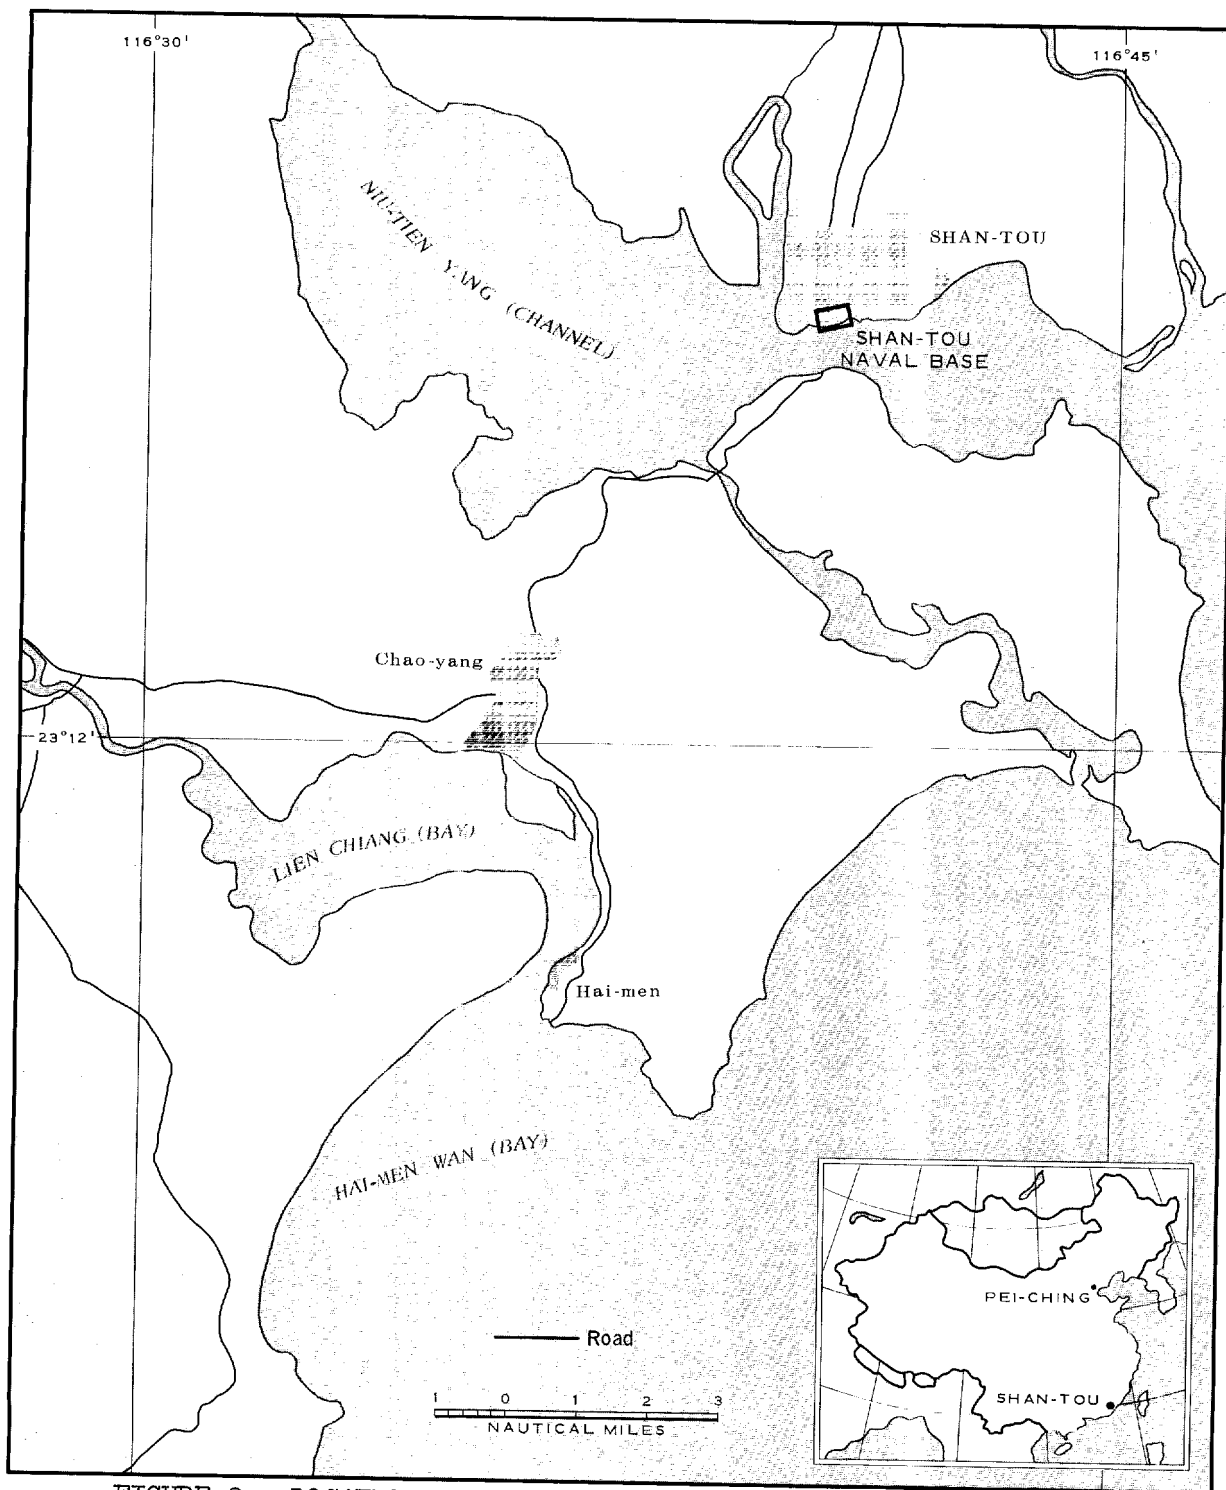 116°30'
116°45'
NIU-TIEN YANG (CHANNEL)
SHAN-TOU
SHAN-TOU
NAVAL BASE
Chao-yang
23°12'
LIEN CHIANG (BAY)
Hai-men
HAI-MEN WAN (BAY)
PEI-CHING
Road
SHAN-TOU
1 0 1 2 3
NAUTICAL MILES